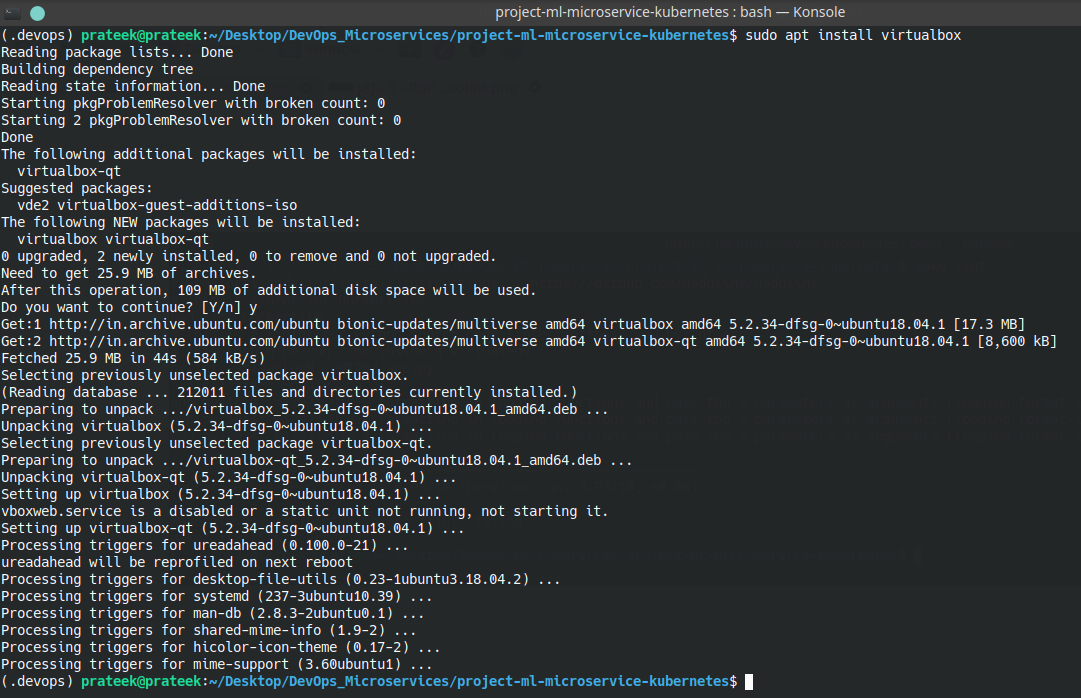 project-ml-microservice-kubernetes : bash — Konsole
(.devops) prateek@prateek:~/Desktop/DevOps_Microservices/project-ml-microservice-kubernetes$ sudo apt install virtualbox
Reading package lists... Done
Building dependency tree
Reading state information... Done
Starting pkgProblemResolver with broken count: 0
Starting 2 pkgProblemResolver with broken count: 0
Done
The following additional packages will be installed:
  virtualbox-qt
Suggested packages:
  vde2 virtualbox-guest-additions-iso
The following NEW packages will be installed:
  virtualbox virtualbox-qt
0 upgraded, 2 newly installed, 0 to remove and 0 not upgraded.
Need to get 25.9 MB of archives.
After this operation, 109 MB of additional disk space will be used.
Do you want to continue? [Y/n] y
Get:1 http://in.archive.ubuntu.com/ubuntu bionic-updates/multiverse amd64 virtualbox amd64 5.2.34-dfsg-0~ubuntu18.04.1 [17.3 MB]
Get:2 http://in.archive.ubuntu.com/ubuntu bionic-updates/multiverse amd64 virtualbox-qt amd64 5.2.34-dfsg-0~ubuntu18.04.1 [8,600 kB]
Fetched 25.9 MB in 44s (584 kB/s)
Selecting previously unselected package virtualbox.
(Reading database ... 212011 files and directories currently installed.)
Preparing to unpack .../virtualbox_5.2.34-dfsg-0~ubuntu18.04.1_amd64.deb ...
Unpacking virtualbox (5.2.34-dfsg-0~ubuntu18.04.1) ...
Selecting previously unselected package virtualbox-qt.
Preparing to unpack .../virtualbox-qt_5.2.34-dfsg-0~ubuntu18.04.1_amd64.deb ...
Unpacking virtualbox-qt (5.2.34-dfsg-0~ubuntu18.04.1) ...
Setting up virtualbox (5.2.34-dfsg-0~ubuntu18.04.1) ...
vboxweb.service is a disabled or a static unit not running, not starting it.
Setting up virtualbox-qt (5.2.34-dfsg-0~ubuntu18.04.1) ...
Processing triggers for ureadahead (0.100.0-21) ...
ureadahead will be reprofiled on next reboot
Processing triggers for desktop-file-utils (0.23-1ubuntu3.18.04.2) ...
Processing triggers for systemd (237-3ubuntu10.39) ...
Processing triggers for man-db (2.8.3-2ubuntu0.1) ...
Processing triggers for shared-mime-info (1.9-2) ...
Processing triggers for hicolor-icon-theme (0.17-2) ...
Processing triggers for mime-support (3.60ubuntu1) ...
(.devops) prateek@prateek:~/Desktop/DevOps_Microservices/project-ml-microservice-kubernetes$